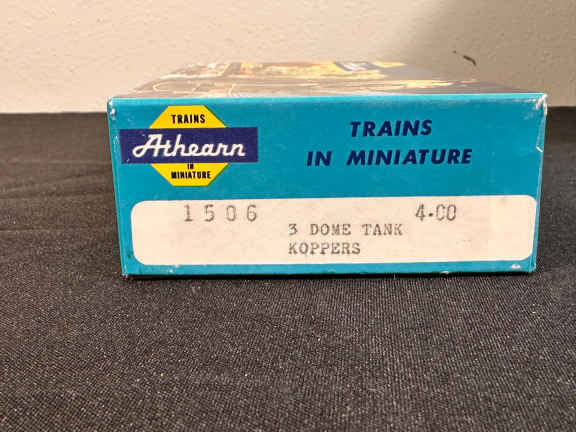 TRAINS
Athearn
IN
MINIATURE
TRAINS
IN MINIATURE
1506 4.00
3 DOME TANK
KOPPERS